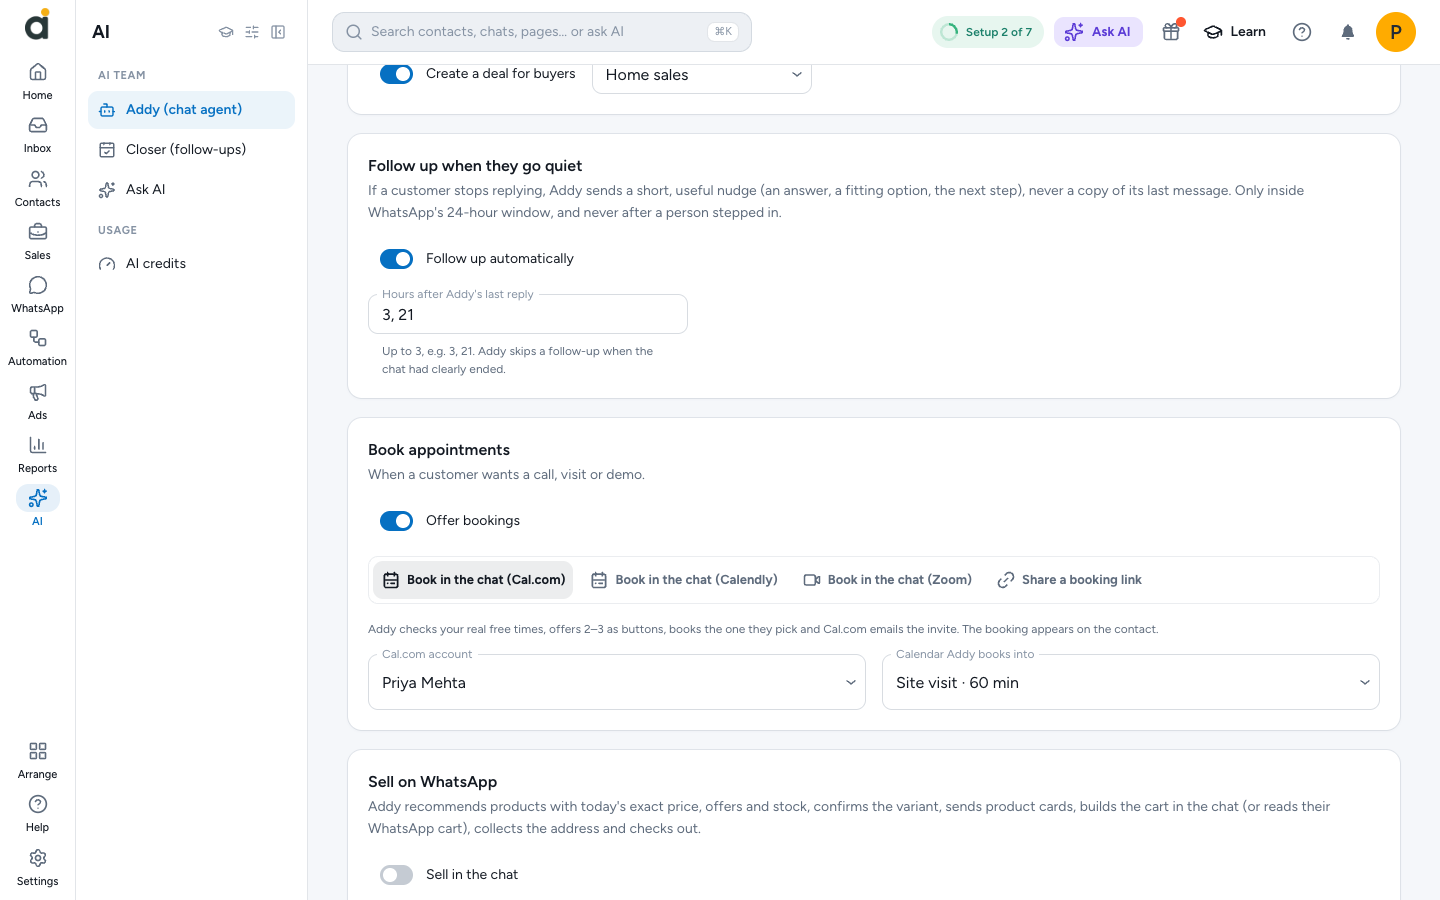 AI
Search contacts, chats, pages... or ask AI
⌘K
Setup 2 of 7
Ask AI
Learn
P
Home
Inbox
Contacts
Sales
WhatsApp
Automation
Ads
Reports
AI
Arrange
Help
Settings
AI TEAM
Addy (chat agent)
Closer (follow-ups)
Ask AI
USAGE
AI credits
Create a deal for buyers
Home sales
Follow up when they go quiet
If a customer stops replying, Addy sends a short, useful nudge (an answer, a fitting option, the next step), never a copy of its last message. Only inside
WhatsApp's 24-hour window, and never after a person stepped in.
Follow up automatically
Hours after Addy's last reply
3, 21
Up to 3, e.g. 3, 21. Addy skips a follow-up when the
chat had clearly ended.
Book appointments
When a customer wants a call, visit or demo.
Offer bookings
Book in the chat (Cal.com)
Book in the chat (Calendly)
Book in the chat (Zoom)
Share a booking link
Addy checks your real free times, offers 2–3 as buttons, books the one they pick and Cal.com emails the invite. The booking appears on the contact.
Cal.com account
Priya Mehta
Calendar Addy books into
Site visit · 60 min
Sell on WhatsApp
Addy recommends products with today's exact price, offers and stock, confirms the variant, sends product cards, builds the cart in the chat (or reads their
WhatsApp cart), collects the address and checks out.
Sell in the chat